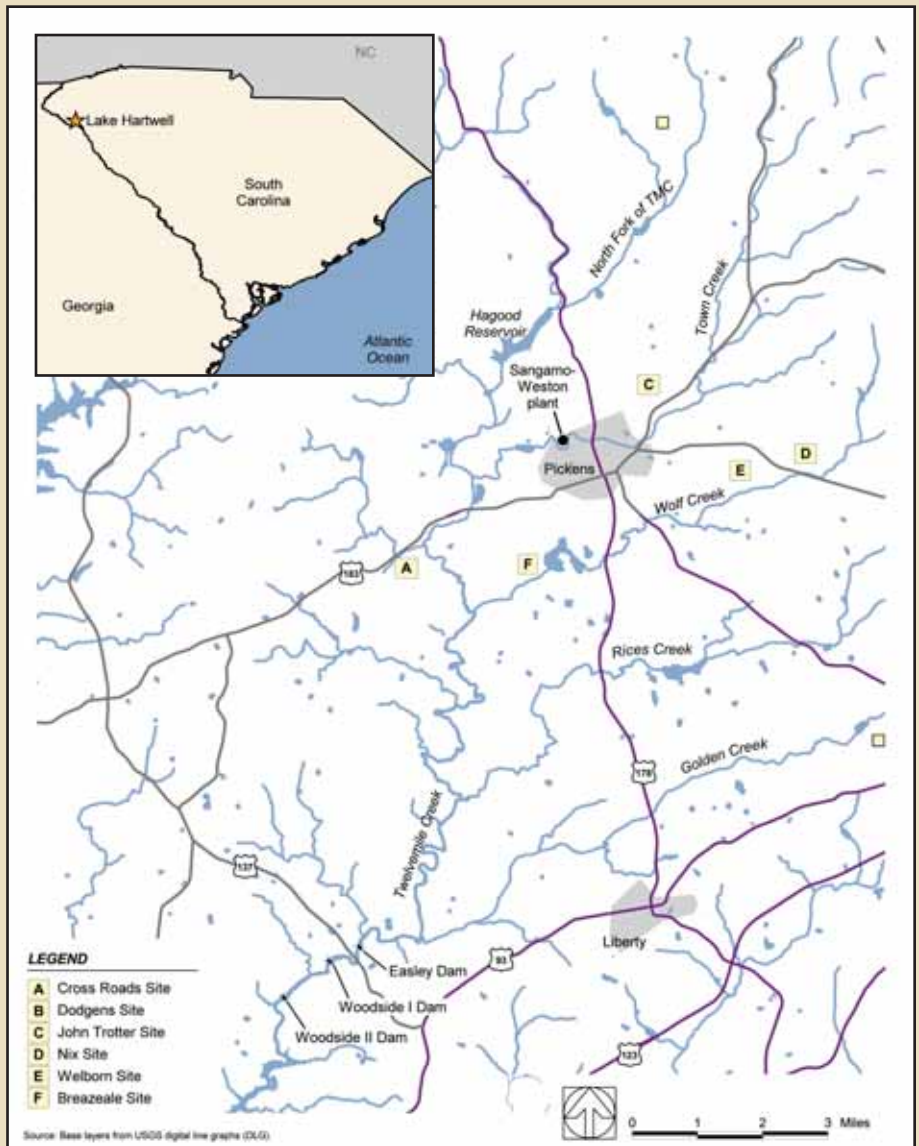 NC
Lake Hartwell
South
Carolina
Georgia
Atlantic
Ocean
North Fork of TMC
Town Creek
Hagood
Reservoir
Sangamo-
Weston
plant
C
Pickens
E
D
Wolf Creek
A
F
183
Rices Creek
178
Golden Creek
Twelvemile Creek
137
Liberty
93
Easley Dam
Woodside I Dam
Woodside II Dam
123
LEGEND
A Cross Roads Site
B Dodgens Site
C John Trotter Site
D Nix Site
E Welborn Site
F Breazeale Site
0 1 2 3 Miles
Source: Base layers from USGS digital line graphs (DLG).